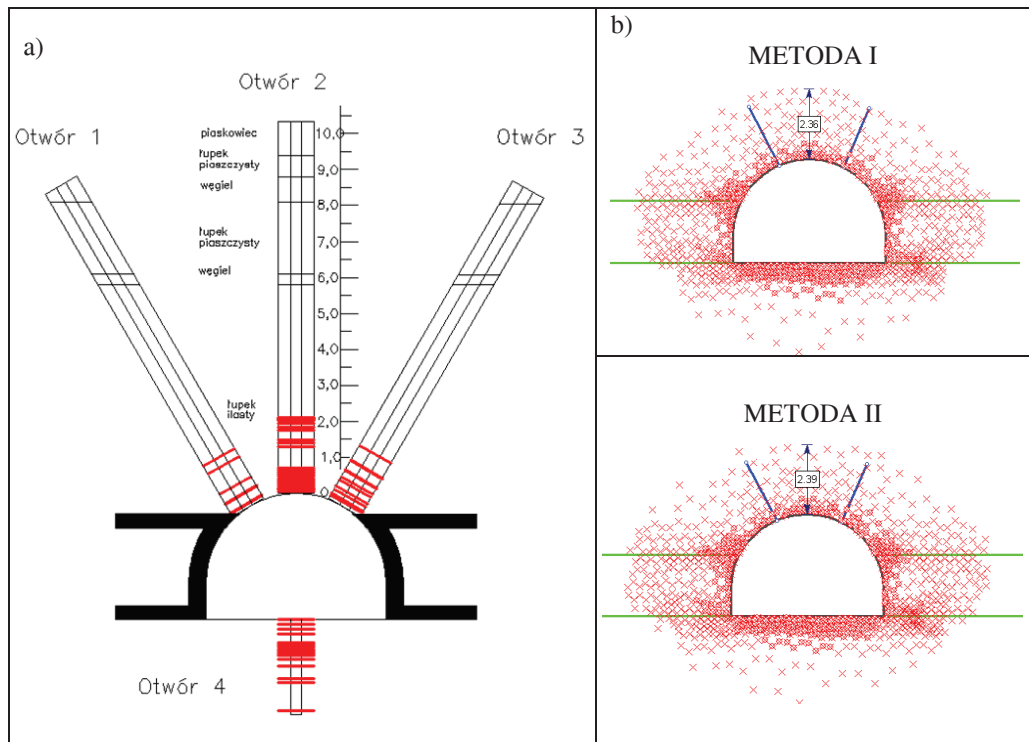 a)
Otwór 2
Otwór 1
Otwór 3
piaskowiec
łupek
piaszczysty
węgiel
łupek
piaszczysty
węgiel
łupek
ilasty
10,0
9,0
8,0
7,0
6,0
5,0
4,0
3,0
2,0
1,0
0
Otwór 4
b)
METODA I
2.36
METODA II
2.39